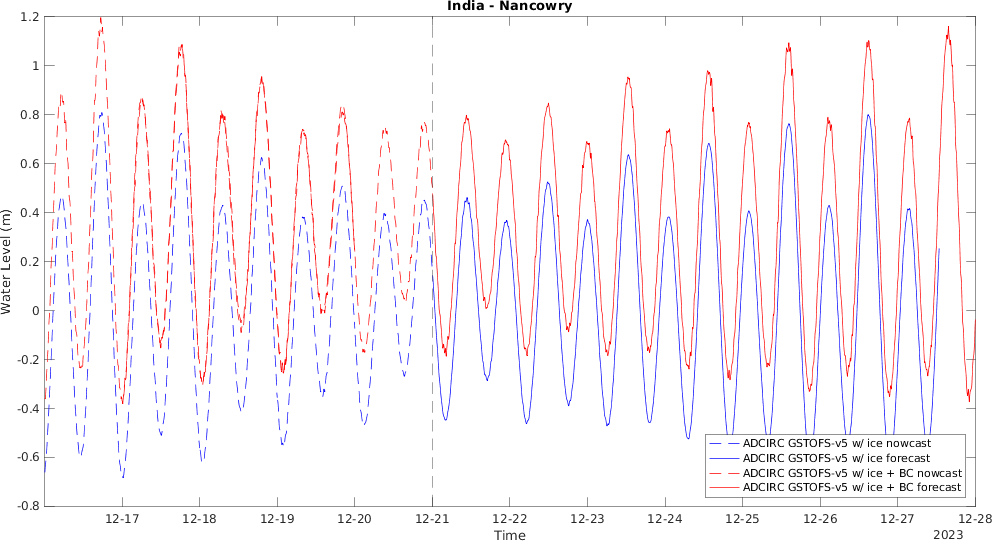 India - Nancowry
1.2
1
0.8
0.6
0.4
0.2
0
-0.2
-0.4
-0.6
-0.8
Water Level (m)
ADCIRC GSTOFS-v5 w/ ice nowcast
ADCIRC GSTOFS-v5 w/ ice forecast
ADCIRC GSTOFS-v5 w/ ice + BC nowcast
ADCIRC GSTOFS-v5 w/ ice + BC forecast
12-17 12-18 12-19 12-20 12-21 12-22 12-23 12-24 12-25 12-26 12-27 12-28
Time
2023